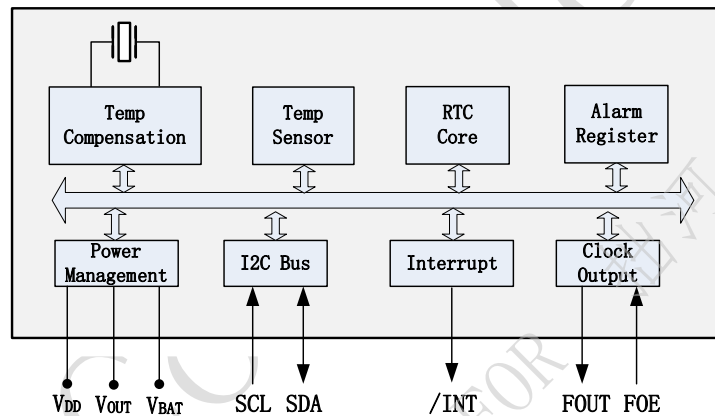 Temp
Compensation
Temp
Sensor
RTC
Core
Alarm
Register
Power
Management
I2C Bus
Interrupt
Clock
Output
VDD VOUT VBAT SCL SDA /INT FOUT FOE
FOR